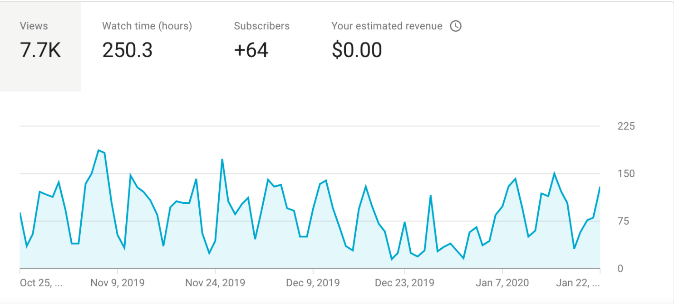 Views Watch time (hours) Subscribers Your estimated revenue
7.7K 250.3 +64 $0.00
225
150
75
0
Oct 25, ... Nov 9, 2019 Nov 24, 2019 Dec 9, 2019 Dec 23, 2019 Jan 7, 2020 Jan 22, ...